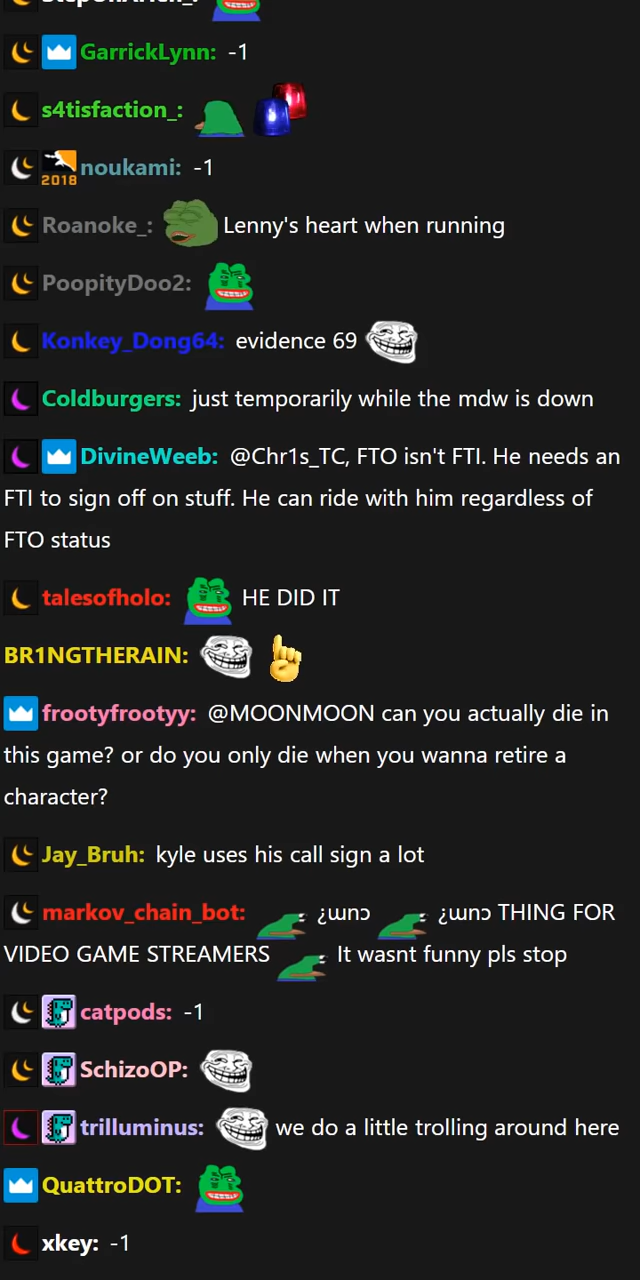 GarrickLynn: -1
s4tisfaction_:
2018 noukami: -1
Roanoke_: Lenny's heart when running
PoopityDoo2:
Konkey_Dong64: evidence 69
Coldburgers: just temporarily while the mdw is down
DivineWeeb: @Chr1s_TC, FTO isn't FTI. He needs an
FTI to sign off on stuff. He can ride with him regardless of
FTO status
talesofholo: HE DID IT
BR1NGTHERAIN:
frootyfrootyy: @MOONMOON can you actually die in
this game? or do you only die when you wanna retire a
character?
Jay_Bruh: kyle uses his call sign a lot
markov_chain_bot: ¿ɯnɔ ¿ɯnɔ THING FOR
VIDEO GAME STREAMERS It wasnt funny pls stop
catpods: -1
SchizoOP:
trilluminus: we do a little trolling around here
QuattroDOT:
xkey: -1